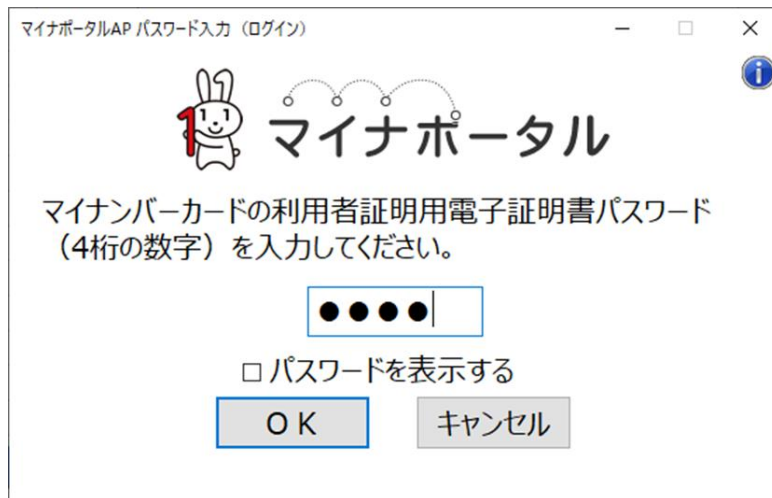 マイナポータルAP パスワード入力（ログイン）
マイナポータル
マイナンバーカードの利用者証明用電子証明書パスワード
（4桁の数字）を入力してください。
●●●●
パスワードを表示する
ＯＫ
キャンセル